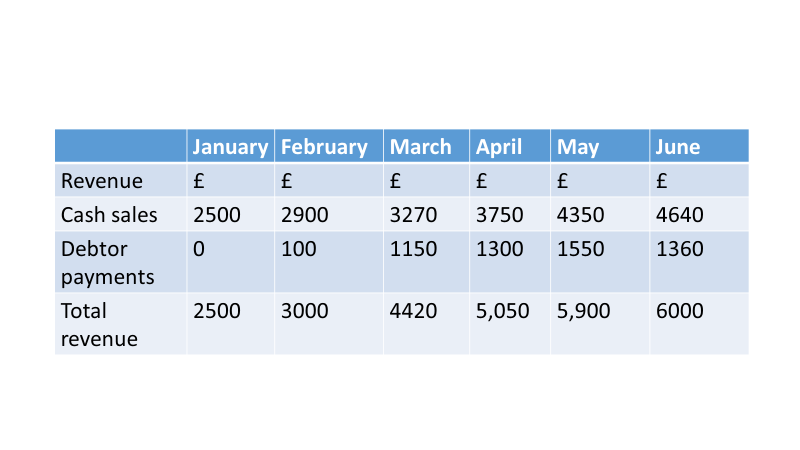 January February March April May June
Revenue £ £ £ £ £ £
Cash sales 2500 2900 3270 3750 4350 4640
Debtor 0 100 1150 1300 1550 1360
payments
Total 2500 3000 4420 5,050 5,900 6000
revenue